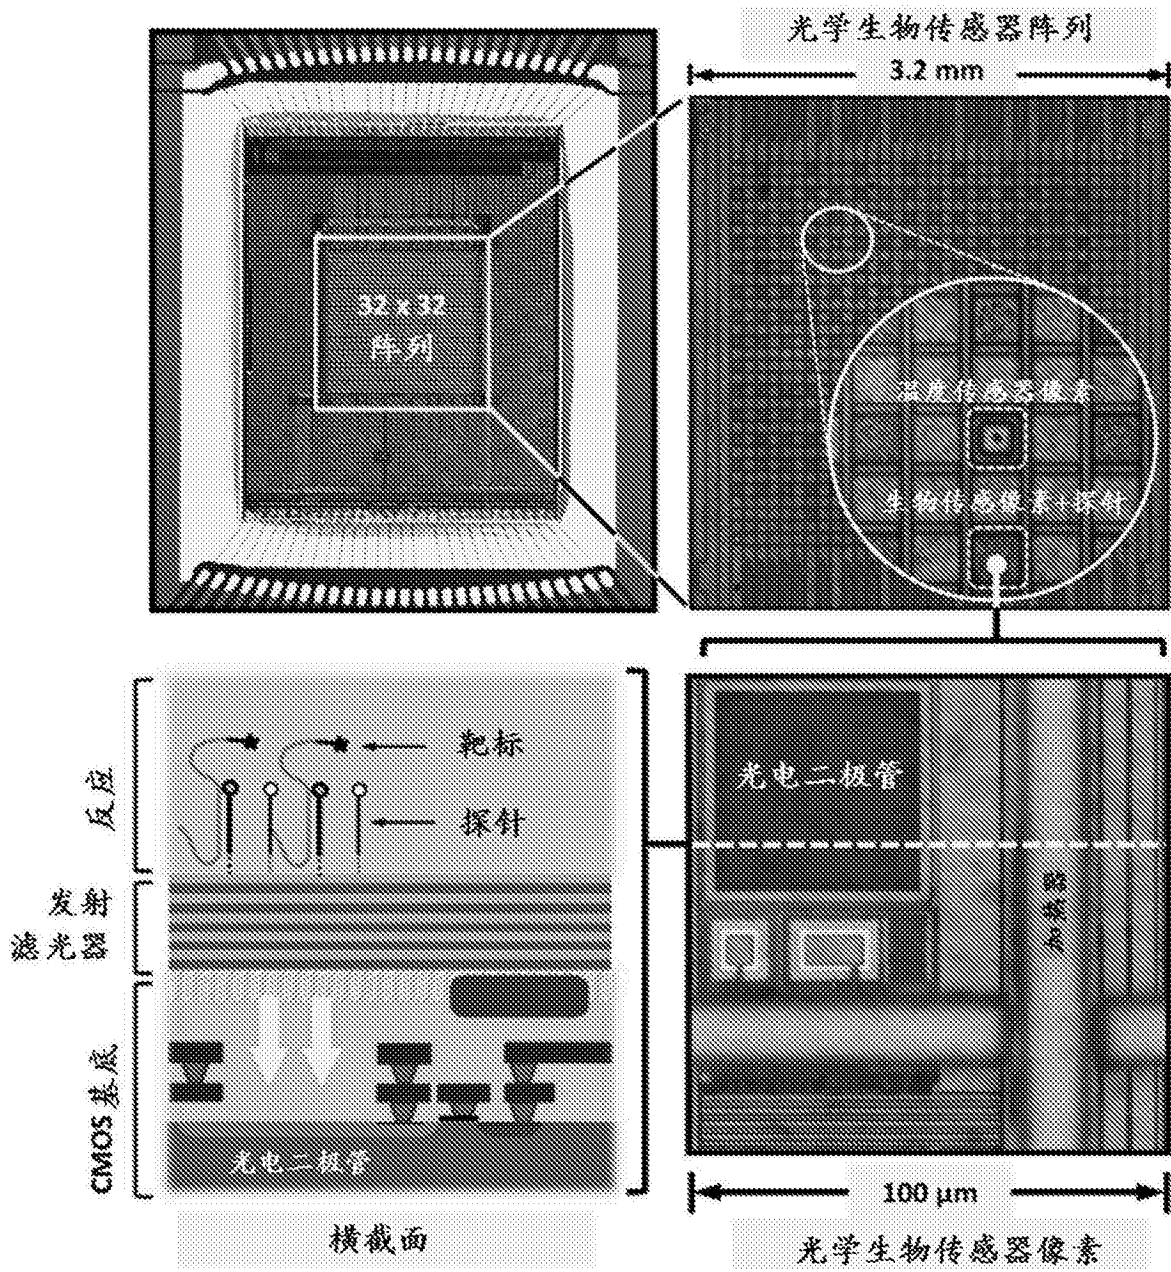 光学生物传感器阵列
3.2 mm
32 x 32
阵列
温度传感器像素
生物传感像素+探针
反应
靶标
探针
发射
滤光器
CMOS基底
光电二极管
横截面
光电二极管
加热器
100 μm
光学生物传感器像素